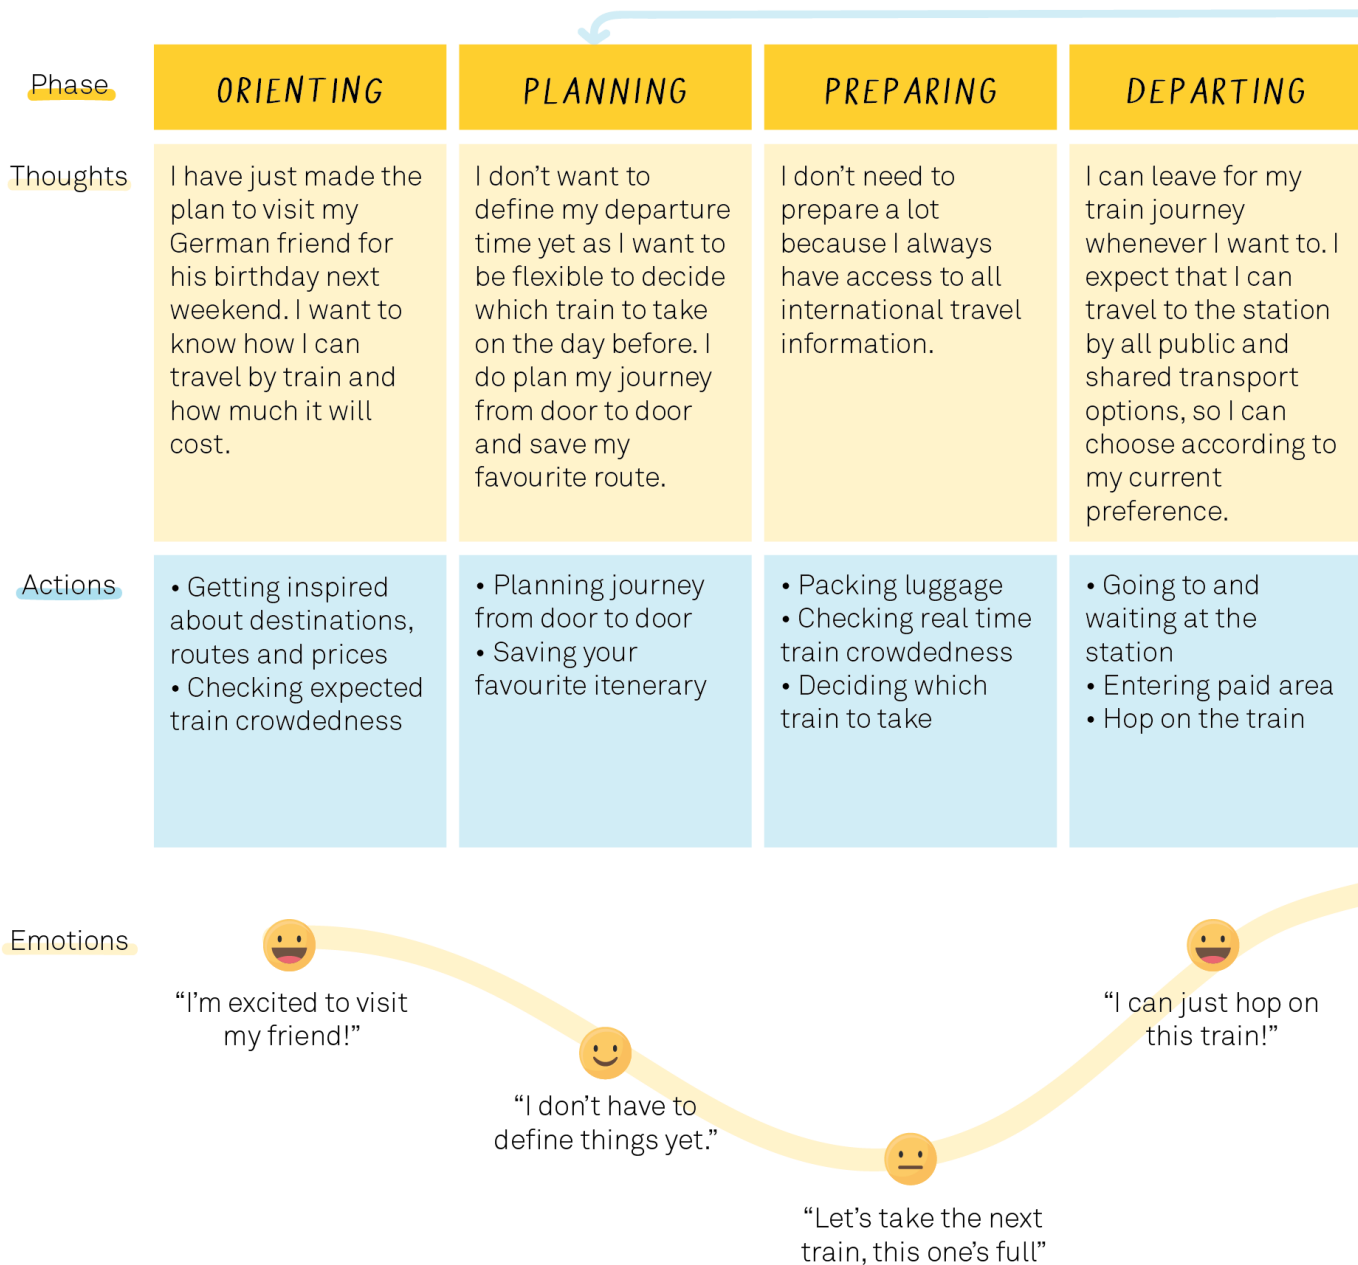 Phase
ORIENTING
PLANNING
PREPARING
DEPARTING
Thoughts
I have just made the
plan to visit my
German friend for
his birthday next
weekend. I want to
know how I can
travel by train and
how much it will
cost.
I don’t want to
define my departure
time yet as I want to
be flexible to decide
which train to take
on the day before. I
do plan my journey
from door to door
and save my
favourite route.
I don’t need to
prepare a lot
because I always
have access to all
international travel
information.
I can leave for my
train journey
whenever I want to. I
expect that I can
travel to the station
by all public and
shared transport
options, so I can
choose according to
my current
preference.
Actions
• Getting inspired
about destinations,
routes and prices
• Checking expected
train crowdedness
• Planning journey
from door to door
• Saving your
favourite itenerary
• Packing luggage
• Checking real time
train crowdedness
• Deciding which
train to take
• Going to and
waiting at the
station
• Entering paid area
• Hop on the train
Emotions
“I’m excited to visit
my friend!”
“I don’t have to
define things yet.”
“Let’s take the next
train, this one’s full”
“I can just hop on
this train!”